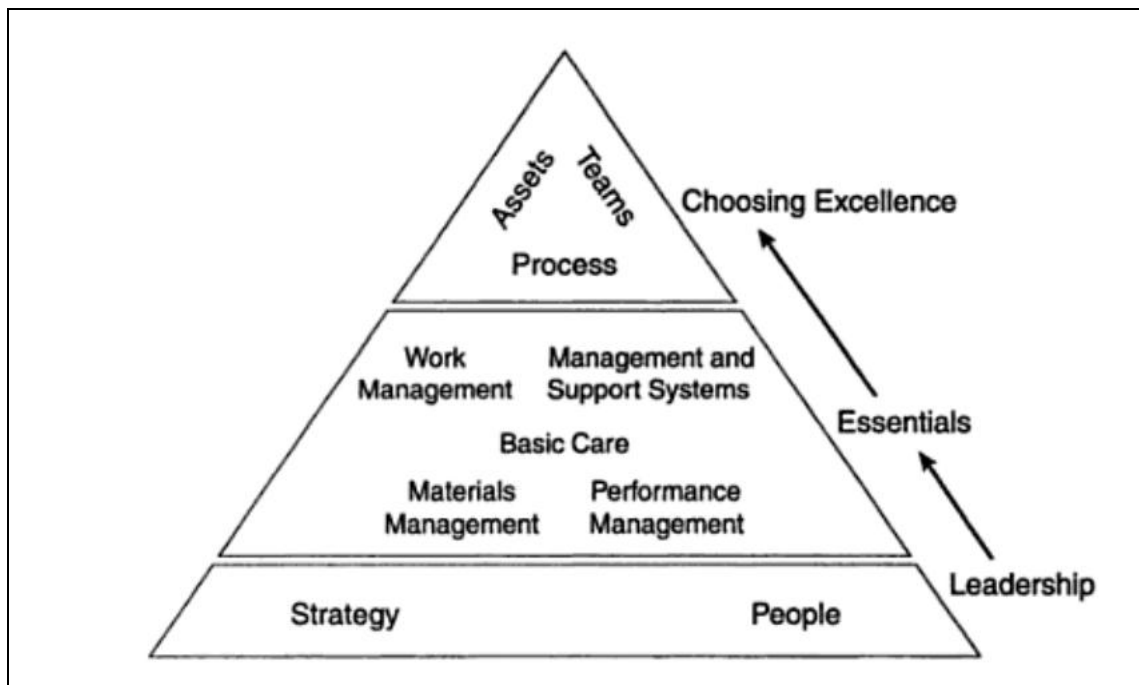 Assets
Teams
Process
Choosing Excellence
Work
Management
Management and
Support Systems
Essentials
Basic Care
Materials
Management
Performance
Management
Leadership
Strategy
People